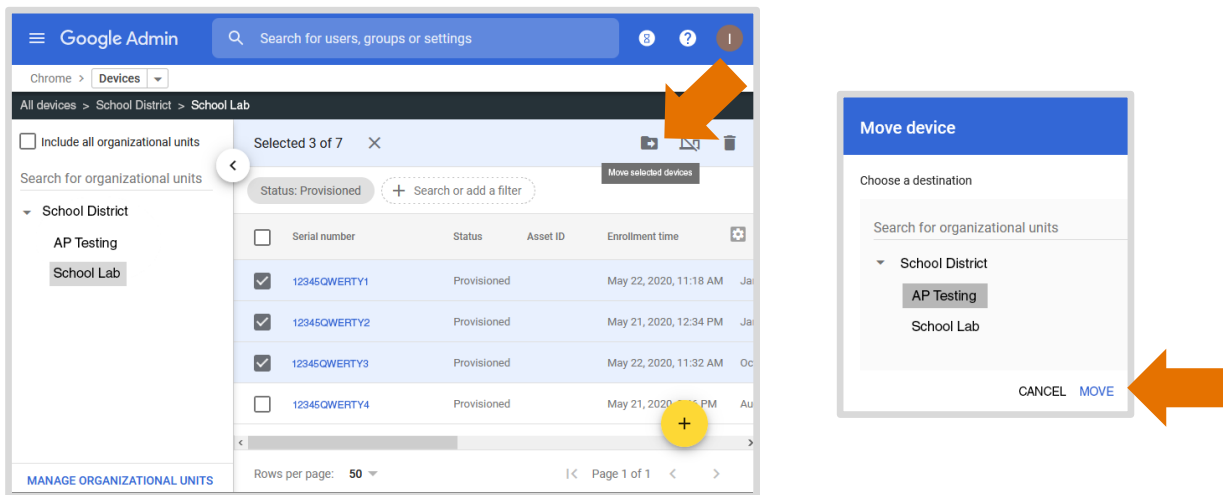 Google Admin
Search for users, groups or settings
I
Chrome > Devices
All devices > School District > School Lab
Include all organizational units
Search for organizational units
School District
AP Testing
School Lab
MANAGE ORGANIZATIONAL UNITS
Selected 3 of 7
Move selected devices
Status: Provisioned
+ Search or add a filter
Serial number Status Asset ID Enrollment time
12345QWERTY1 Provisioned May 22, 2020, 11:18 AM
12345QWERTY2 Provisioned May 21, 2020, 12:34 PM
12345QWERTY3 Provisioned May 22, 2020, 11:32 AM
12345QWERTY4 Provisioned May 21, PM
Rows per page: 50 Page 1 of 1
Move device
Choose a destination
Search for organizational units
School District
AP Testing
School Lab
CANCEL MOVE